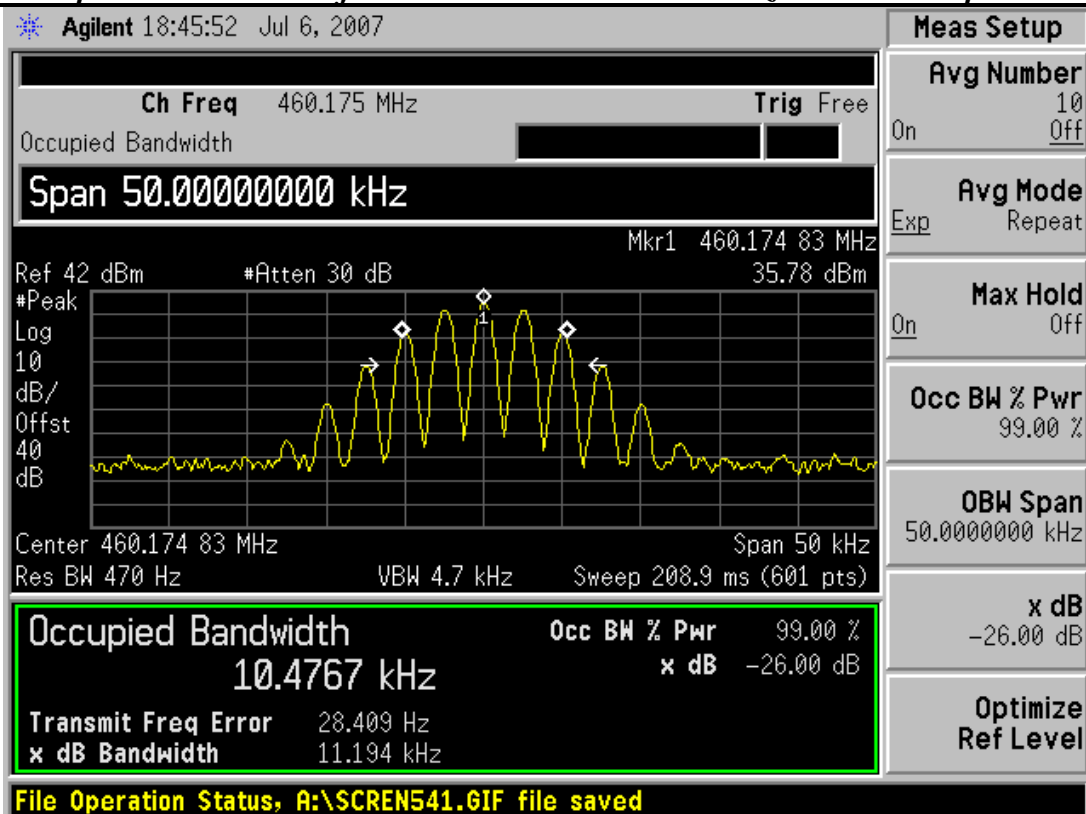 Agilent 18:45:52 Jul 6, 2007
Ch Freq 460.175 MHz Trig Free
Occupied Bandwidth
Span 50.00000000 kHz
Mkr1 460.174 83 MHz
Ref 42 dBm #Atten 30 dB 35.78 dBm
#Peak
Log
10
dB/
Offst
40
dB
1
Center 460.174 83 MHz Span 50 kHz
Res BW 470 Hz VBW 4.7 kHz Sweep 208.9 ms (601 pts)
Occupied Bandwidth Occ BW % Pwr 99.00 %
10.4767 kHz x dB -26.00 dB
Transmit Freq Error 28.409 Hz
x dB Bandwidth 11.194 kHz
File Operation Status, A:\SCREN541.GIF file saved
Meas Setup
Avg Number
10
On Off
Avg Mode
Exp Repeat
Max Hold
On Off
Occ BW % Pwr
99.00 %
OBW Span
50.0000000 kHz
x dB
-26.00 dB
Optimize
Ref Level